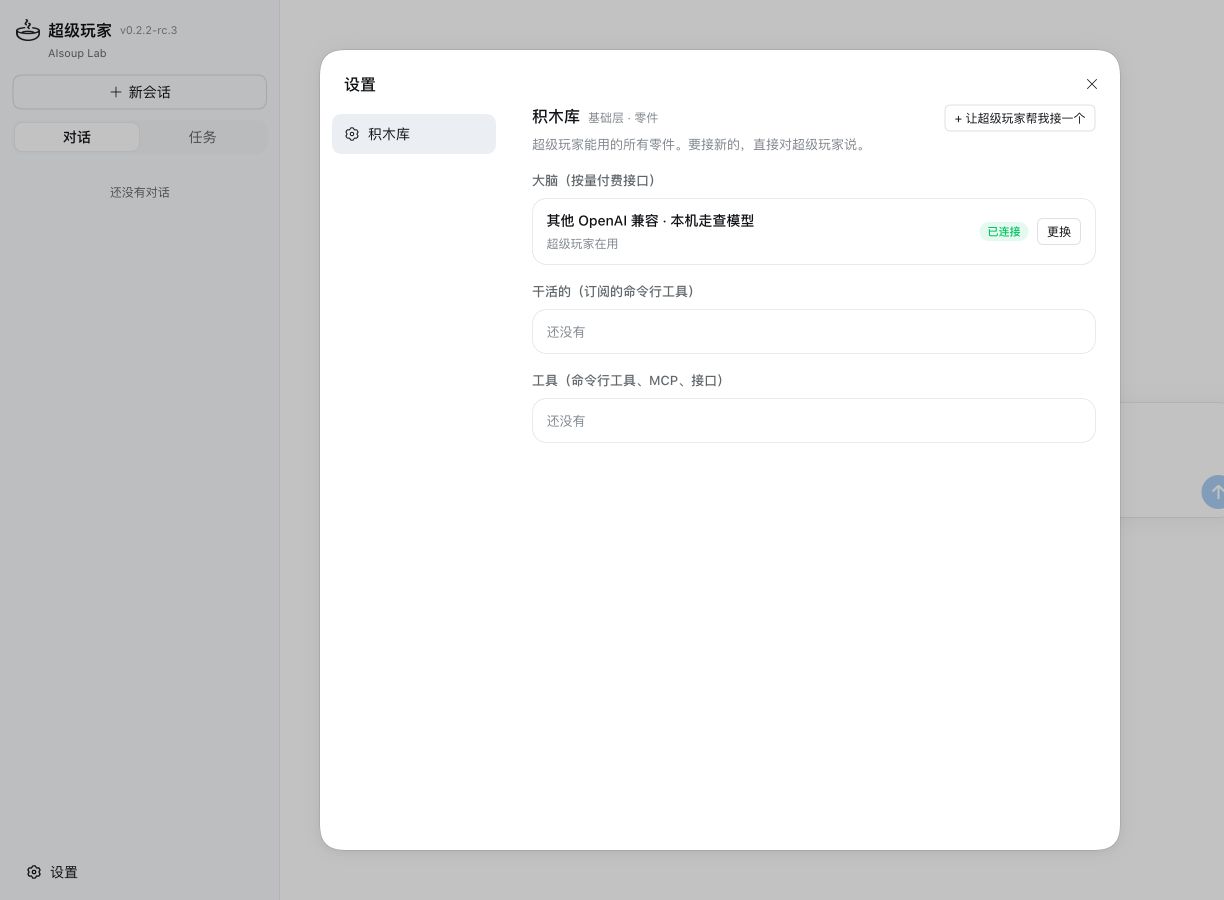 超级玩家 v0.2.2-rc.3
AIsoup Lab
+ 新会话
对话 任务
还没有对话
设置
设置
积木库
积木库 基础层 · 零件
+ 让超级玩家帮我接一个
超级玩家能用的所有零件。要接新的，直接对超级玩家说。
大脑（按量付费接口）
其他 OpenAI 兼容 · 本机走查模型
超级玩家在用
已连接 更换
干活的（订阅的命令行工具）
还没有
工具（命令行工具、MCP、接口）
还没有